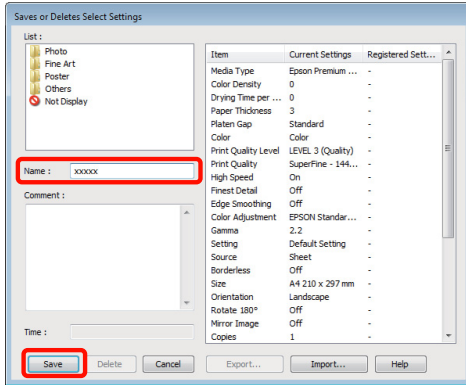 Saves or Deletes Select Settings
List :
Photo
Fine Art
Poster
Others
Not Display
Name : xxxxx
Comment :
Time :
Item Current Settings Registered Sett...
Media Type Epson Premium ... -
Color Density 0 -
Drying Time per ... 0 -
Paper Thickness 3 -
Platen Gap Standard -
Color Color -
Print Quality Level LEVEL 3 (Quality) -
Print Quality SuperFine - 144... -
High Speed On -
Finest Detail Off -
Edge Smoothing Off -
Color Adjustment EPSON Standar... -
Gamma 2.2 -
Setting Default Setting -
Source Sheet -
Borderless Off -
Size A4 210 x 297 mm -
Orientation Landscape -
Rotate 180° Off -
Mirror Image Off -
Copies 1 -
Save Delete Cancel Export... Import... Help